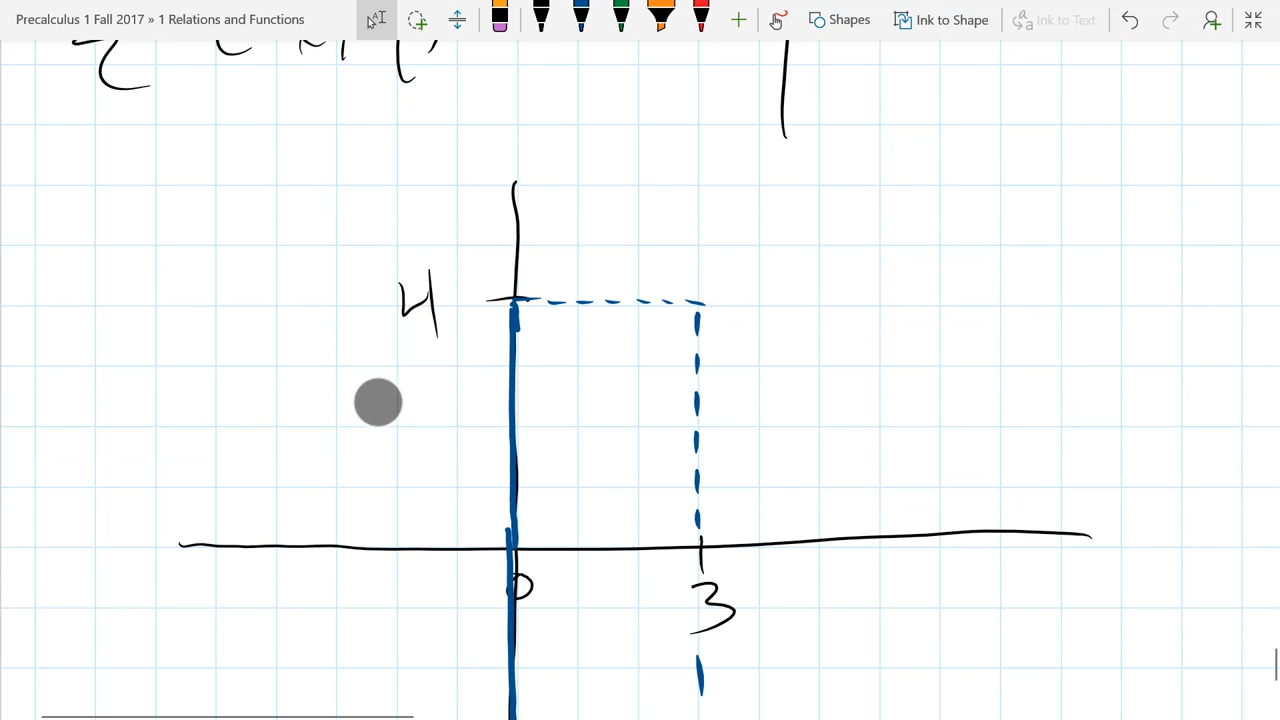 Precalculus 1 Fall 2017 » 1 Relations and Functions
Shapes
Ink to Shape
Ink to Text
4
0
3